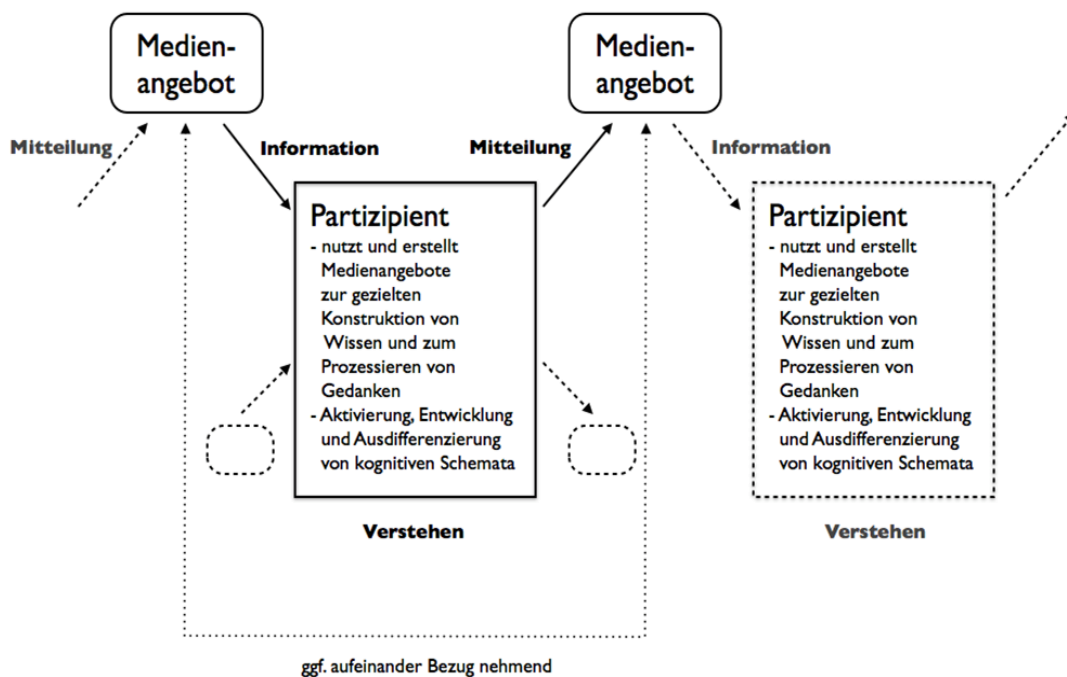 Medien-
angebot
Medien-
angebot
Mitteilung
Information
Mitteilung
Information
Partizipient
- nutzt und erstellt
Medienangebote
zur gezielten
Konstruktion von
Wissen und zum
Prozessieren von
Gedanken
- Aktivierung, Entwicklung
und Ausdifferenzierung
von kognitiven Schemata
Partizipient
- nutzt und erstellt
Medienangebote
zur gezielten
Konstruktion von
Wissen und zum
Prozessieren von
Gedanken
- Aktivierung, Entwicklung
und Ausdifferenzierung
von kognitiven Schemata
Verstehen
Verstehen
ggf. aufeinander Bezug nehmend